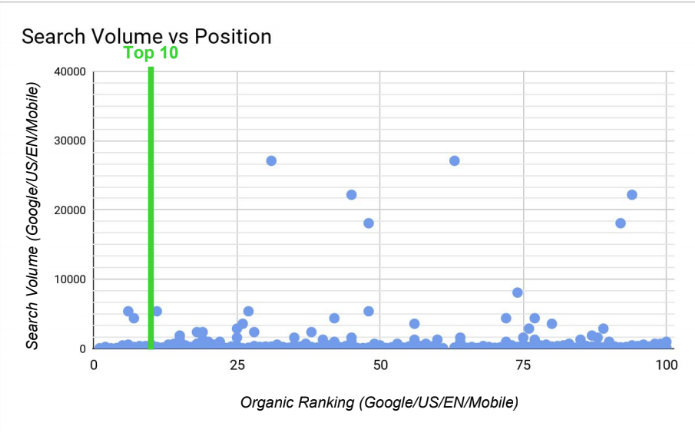 Search Volume vs Position
Top 10
Search Volume (Google/US/EN/Mobile)
40000
30000
20000
10000
0
0
25
50
75
100
Organic Ranking (Google/US/EN/Mobile)